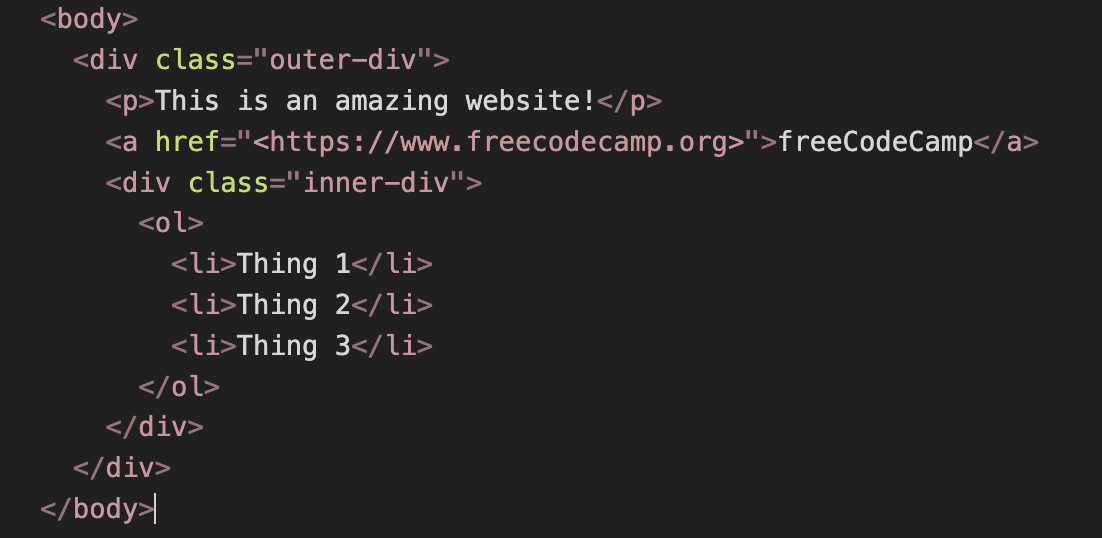 <body>
<div class="outer-div">
<p>This is an amazing website!</p>
<a href="<https://www.freecodecamp.org>">freeCodeCamp</a>
<div class="inner-div">
<ol>
<li>Thing 1</li>
<li>Thing 2</li>
<li>Thing 3</li>
</ol>
</div>
</div>
</body>